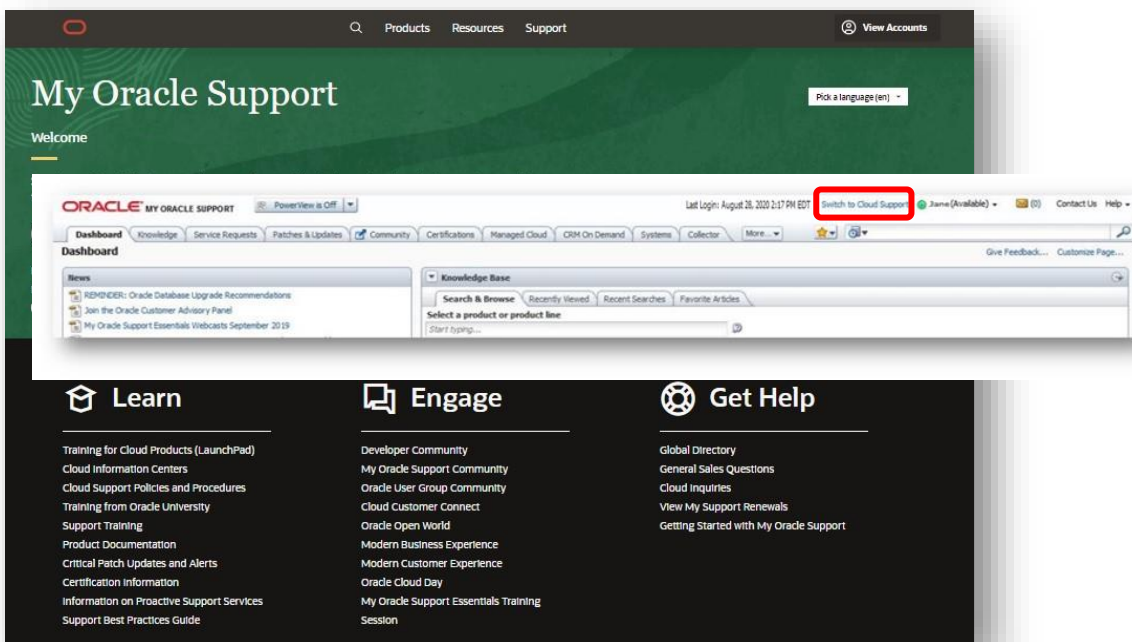 Products Resources Support View Accounts
My Oracle Support
Pick a language (en)
Welcome
ORACLE MY ORACLE SUPPORT PowerView is Off Last Login: August 28, 2020 2:17 PM EDT Switch to Cloud Support Jane (Available) (0) Contact Us Help
Dashboard Knowledge Service Requests Patches & Updates Community Certifications Managed Cloud CRM On Demand Systems Collector More...
Dashboard Give Feedback... Customize Page...
News Knowledge Base
REMINDER: Oracle Database Upgrade Recommendations Search & Browse Recently Viewed Recent Searches Favorite Articles
Join the Oracle Customer Advisory Panel Select a product or product line
My Oracle Support Essentials Webcasts September 2019 Start typing...
Learn
Training for Cloud Products (LaunchPad)
Cloud Information Centers
Cloud Support Policies and Procedures
Training from Oracle University
Support Training
Product Documentation
Critical Patch Updates and Alerts
Certification Information
Information on Proactive Support Services
Support Best Practices Guide
Engage
Developer Community
My Oracle Support Community
Oracle User Group Community
Cloud Customer Connect
Oracle Open World
Modern Business Experience
Modern Customer Experience
Oracle Cloud Day
My Oracle Support Essentials Training
Session
Get Help
Global Directory
General Sales Questions
Cloud Inquiries
View My Support Renewals
Getting Started with My Oracle Support